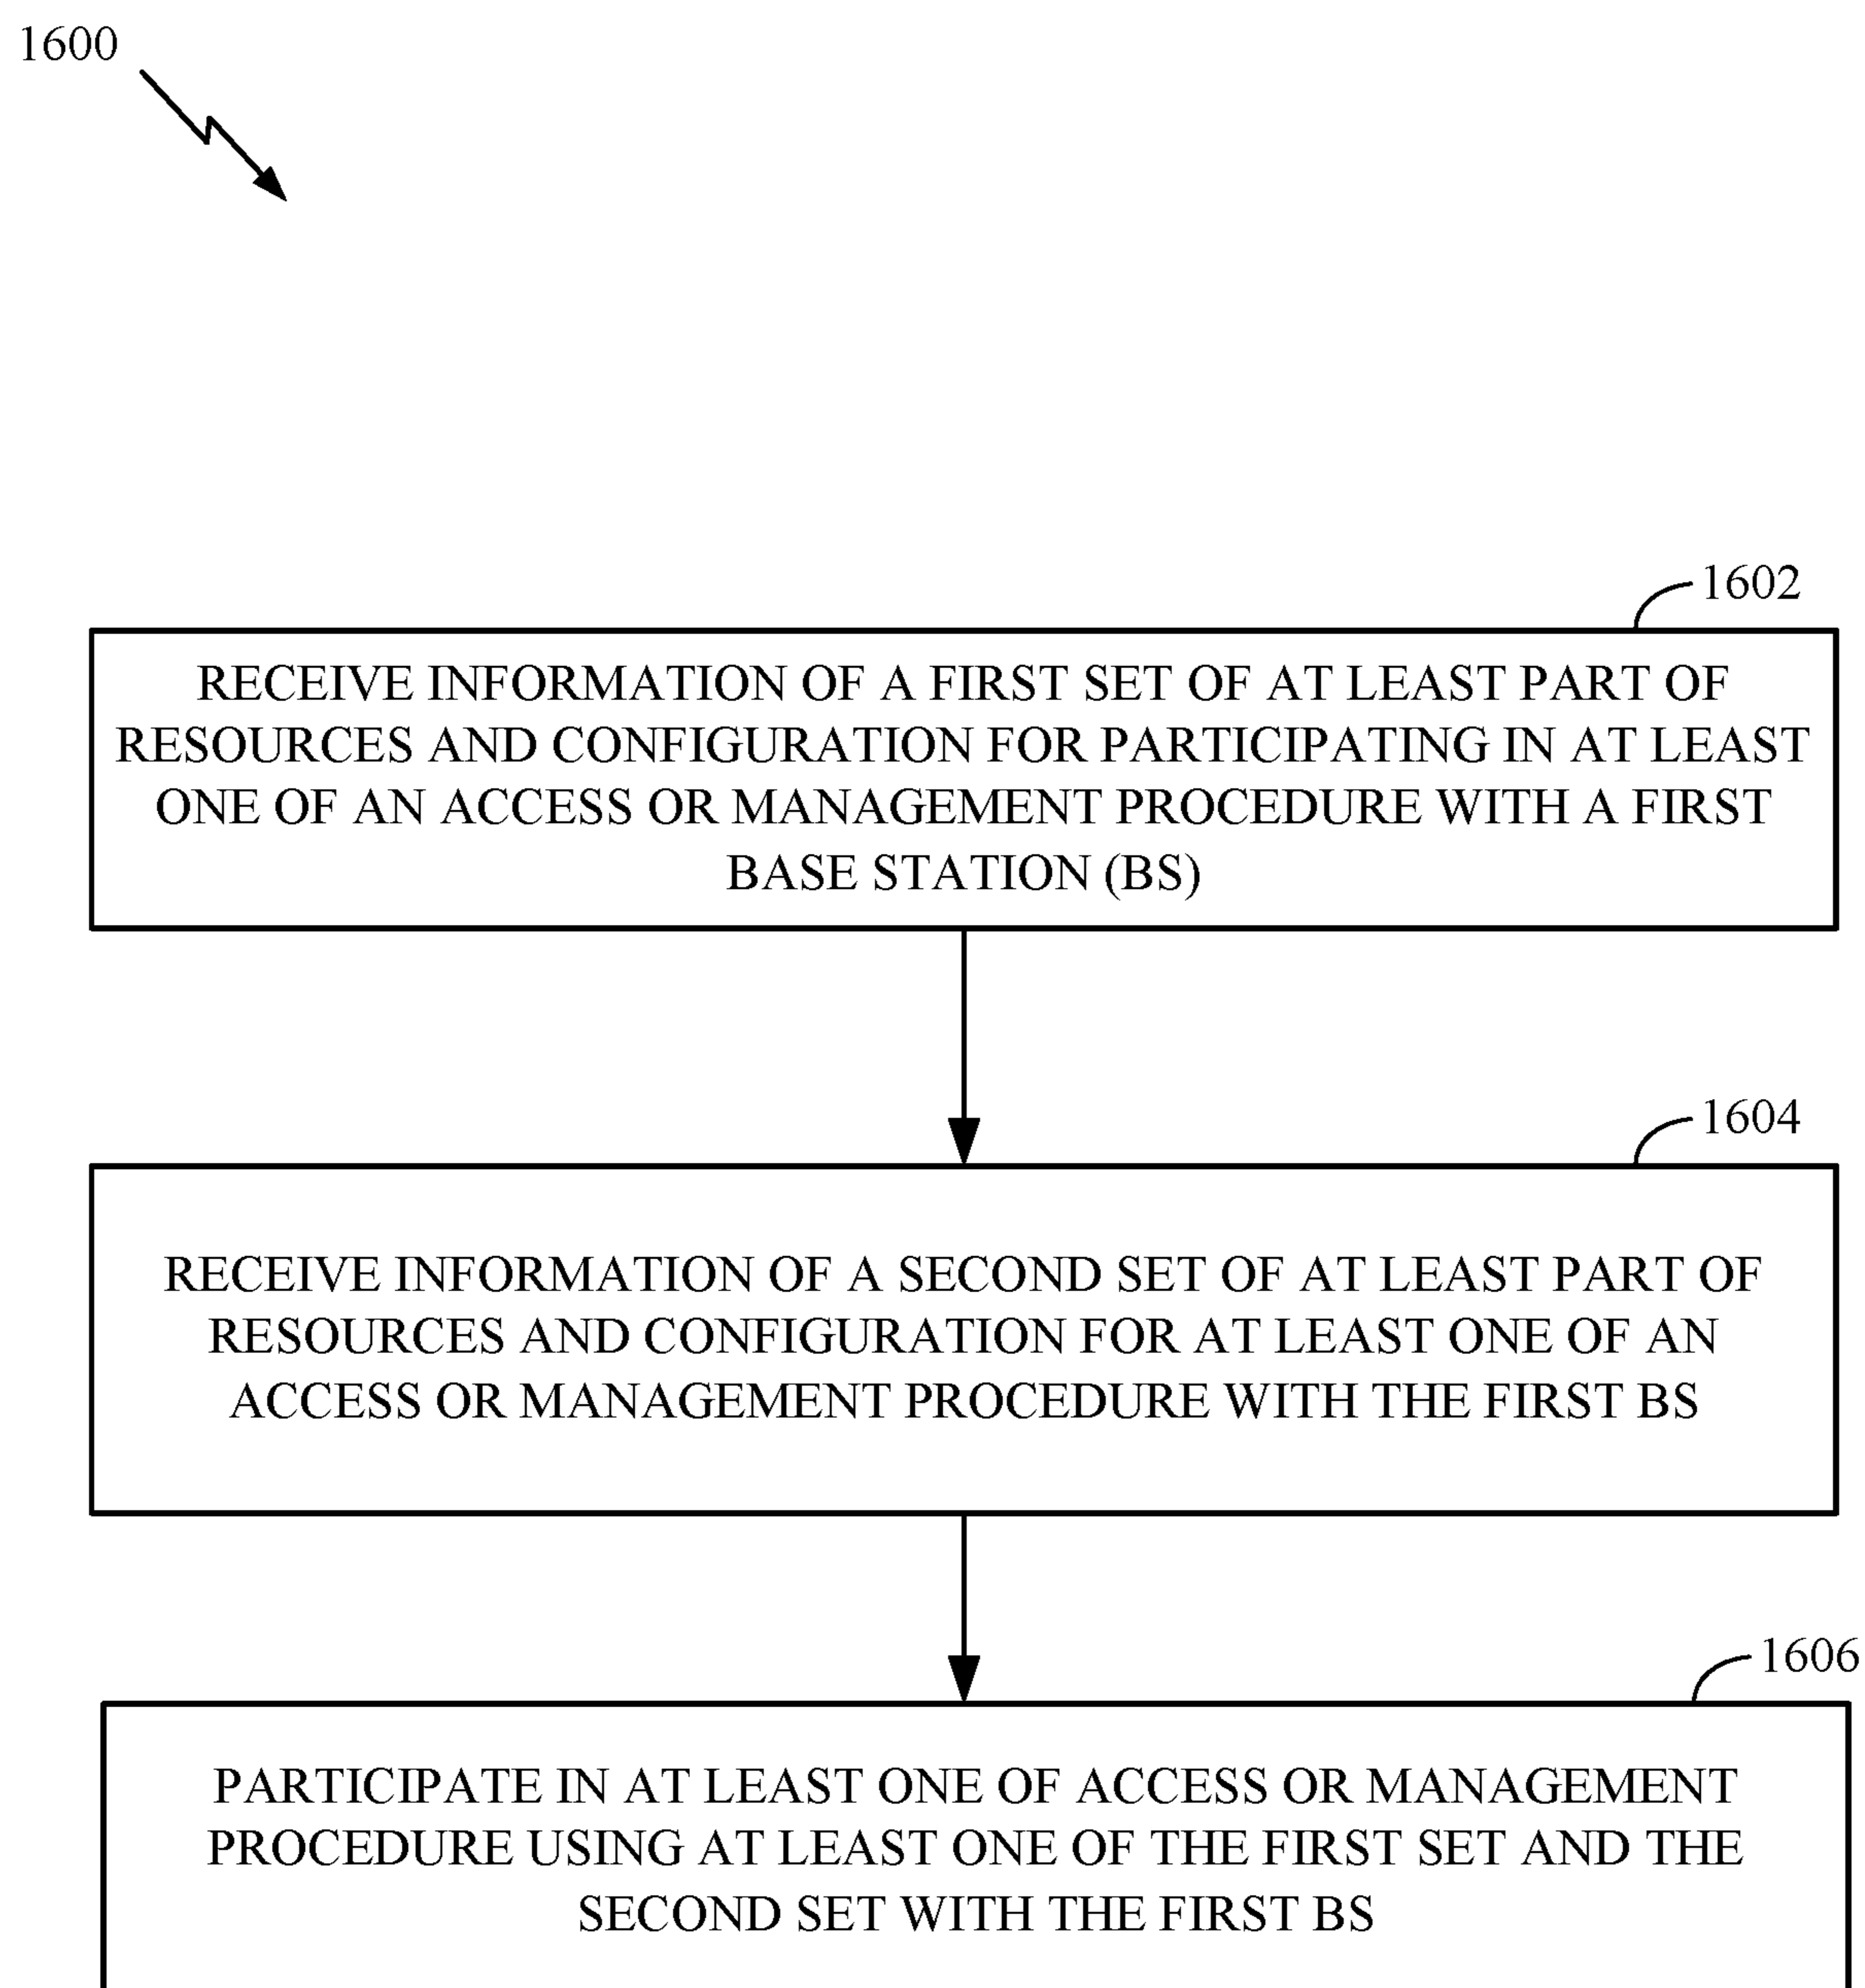 1600
1602
RECEIVE INFORMATION OF A FIRST SET OF AT LEAST PART OF
RESOURCES AND CONFIGURATION FOR PARTICIPATING IN AT LEAST
ONE OF AN ACCESS OR MANAGEMENT PROCEDURE WITH A FIRST
BASE STATION (BS)
1604
RECEIVE INFORMATION OF A SECOND SET OF AT LEAST PART OF
RESOURCES AND CONFIGURATION FOR AT LEAST ONE OF AN
ACCESS OR MANAGEMENT PROCEDURE WITH THE FIRST BS
1606
PARTICIPATE IN AT LEAST ONE OF ACCESS OR MANAGEMENT
PROCEDURE USING AT LEAST ONE OF THE FIRST SET AND THE
SECOND SET WITH THE FIRST BS